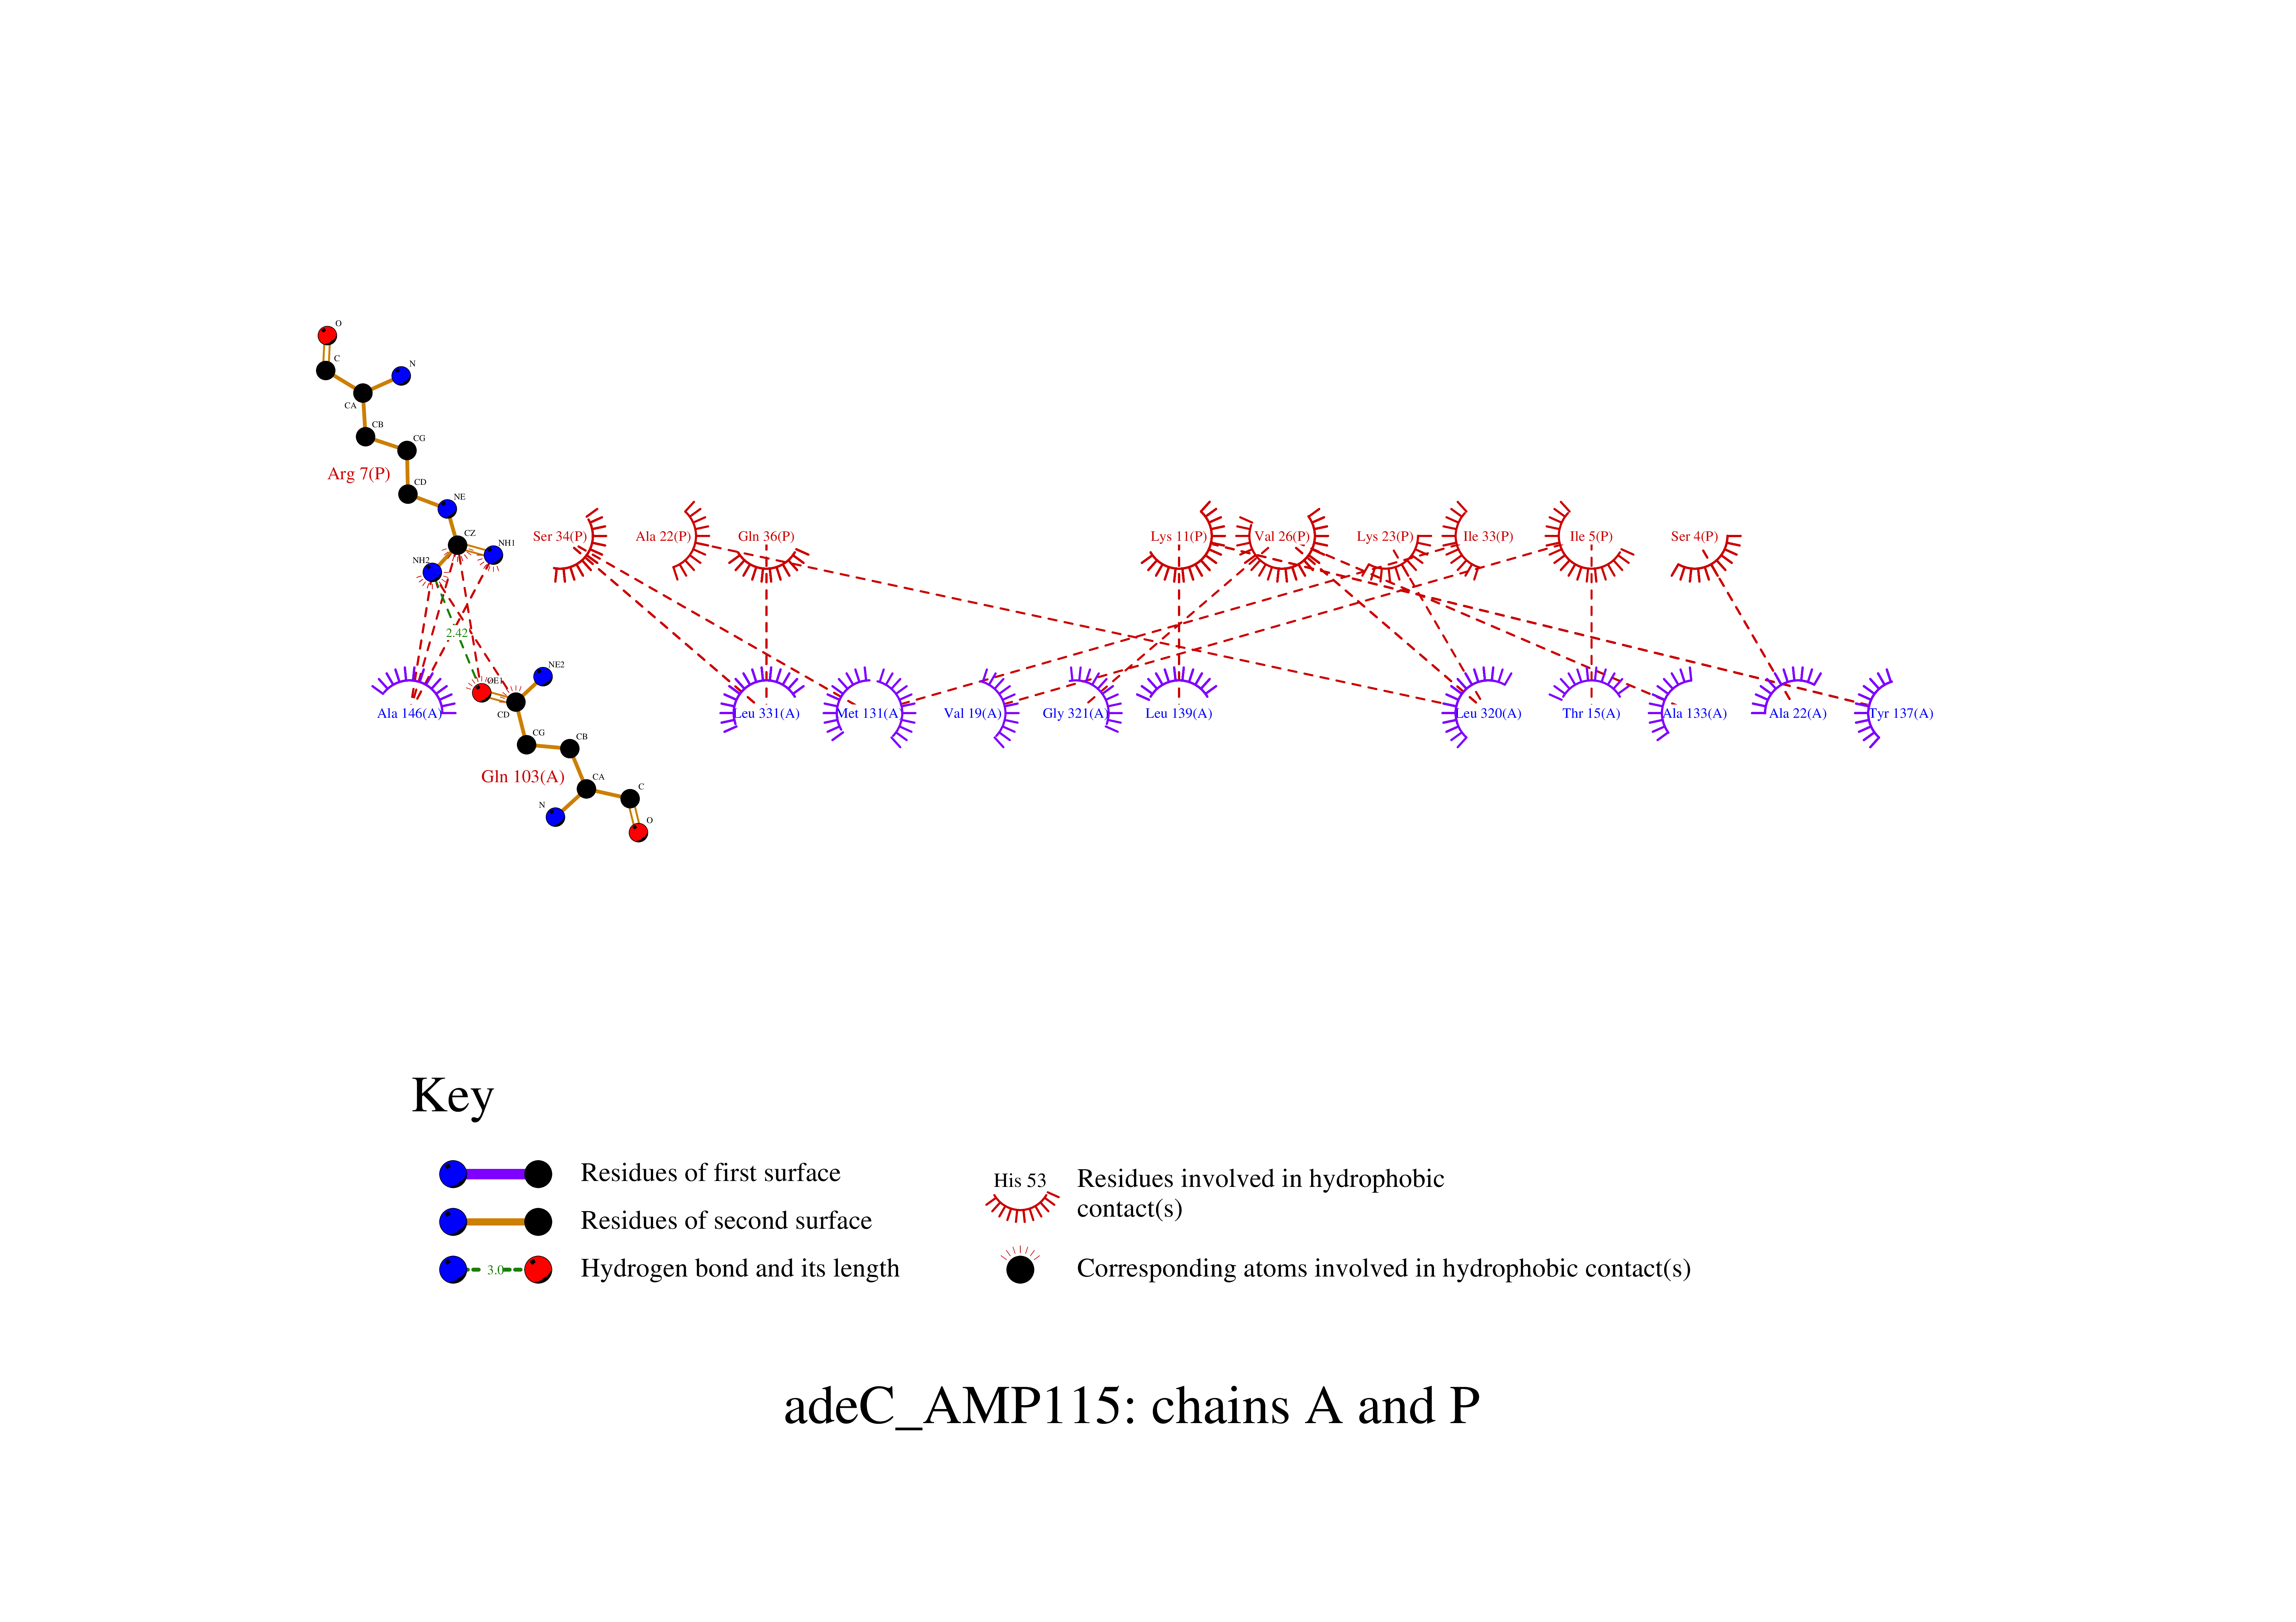 O
C
N
CA
CB
CG
Arg 7(P)
CD
NE
CZ
NH1
NH2
Ser 34(P)
Ala 22(P)
Gln 36(P)
Lys 11(P)
Val 26(P)
Lys 23(P)
Ile 33(P)
Ile 5(P)
Ser 4(P)
2.42
NE2
OE1
CD
Ala 146(A)
Leu 331(A)
Met 131(A)
Val 19(A)
Gly 321(A)
Leu 139(A)
Leu 320(A)
Thr 15(A)
Ala 133(A)
Ala 22(A)
Tyr 137(A)
CG
CB
Gln 103(A)
CA
C
N
O
Key
Residues of first surface
Residues of second surface
3.0
Hydrogen bond and its length
His 53
Residues involved in hydrophobic
contact(s)
Corresponding atoms involved in hydrophobic contact(s)
adeC_AMP115: chains A and P